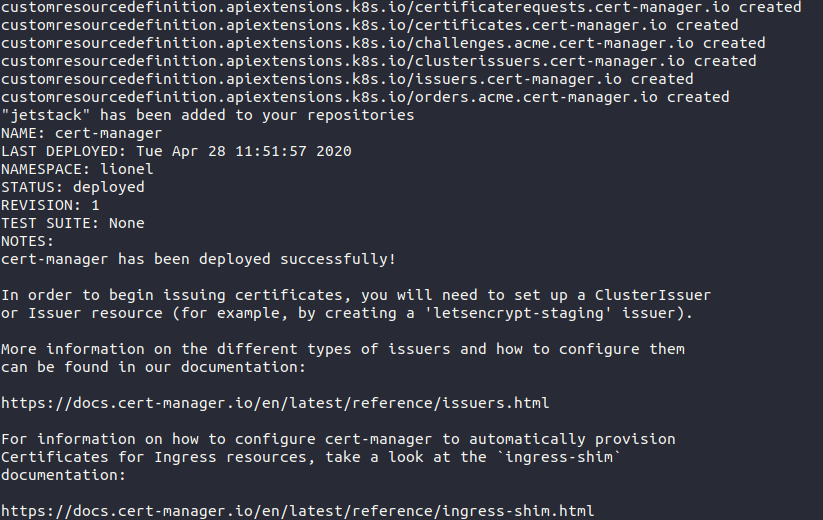 customresourcedefinition.apiextensions.k8s.io/certificaterequests.cert-manager.io created
customresourcedefinition.apiextensions.k8s.io/certificates.cert-manager.io created
customresourcedefinition.apiextensions.k8s.io/challenges.acme.cert-manager.io created
customresourcedefinition.apiextensions.k8s.io/clusterissuers.cert-manager.io created
customresourcedefinition.apiextensions.k8s.io/issuers.cert-manager.io created
customresourcedefinition.apiextensions.k8s.io/orders.acme.cert-manager.io created
"jetstack" has been added to your repositories
NAME: cert-manager
LAST DEPLOYED: Tue Apr 28 11:51:57 2020
NAMESPACE: lionel
STATUS: deployed
REVISION: 1
TEST SUITE: None
NOTES:
cert-manager has been deployed successfully!
In order to begin issuing certificates, you will need to set up a ClusterIssuer
or Issuer resource (for example, by creating a 'letsencrypt-staging' issuer).
More information on the different types of issuers and how to configure them
can be found in our documentation:
https://docs.cert-manager.io/en/latest/reference/issuers.html
For information on how to configure cert-manager to automatically provision
Certificates for Ingress resources, take a look at the `ingress-shim`
documentation:
https://docs.cert-manager.io/en/latest/reference/ingress-shim.html